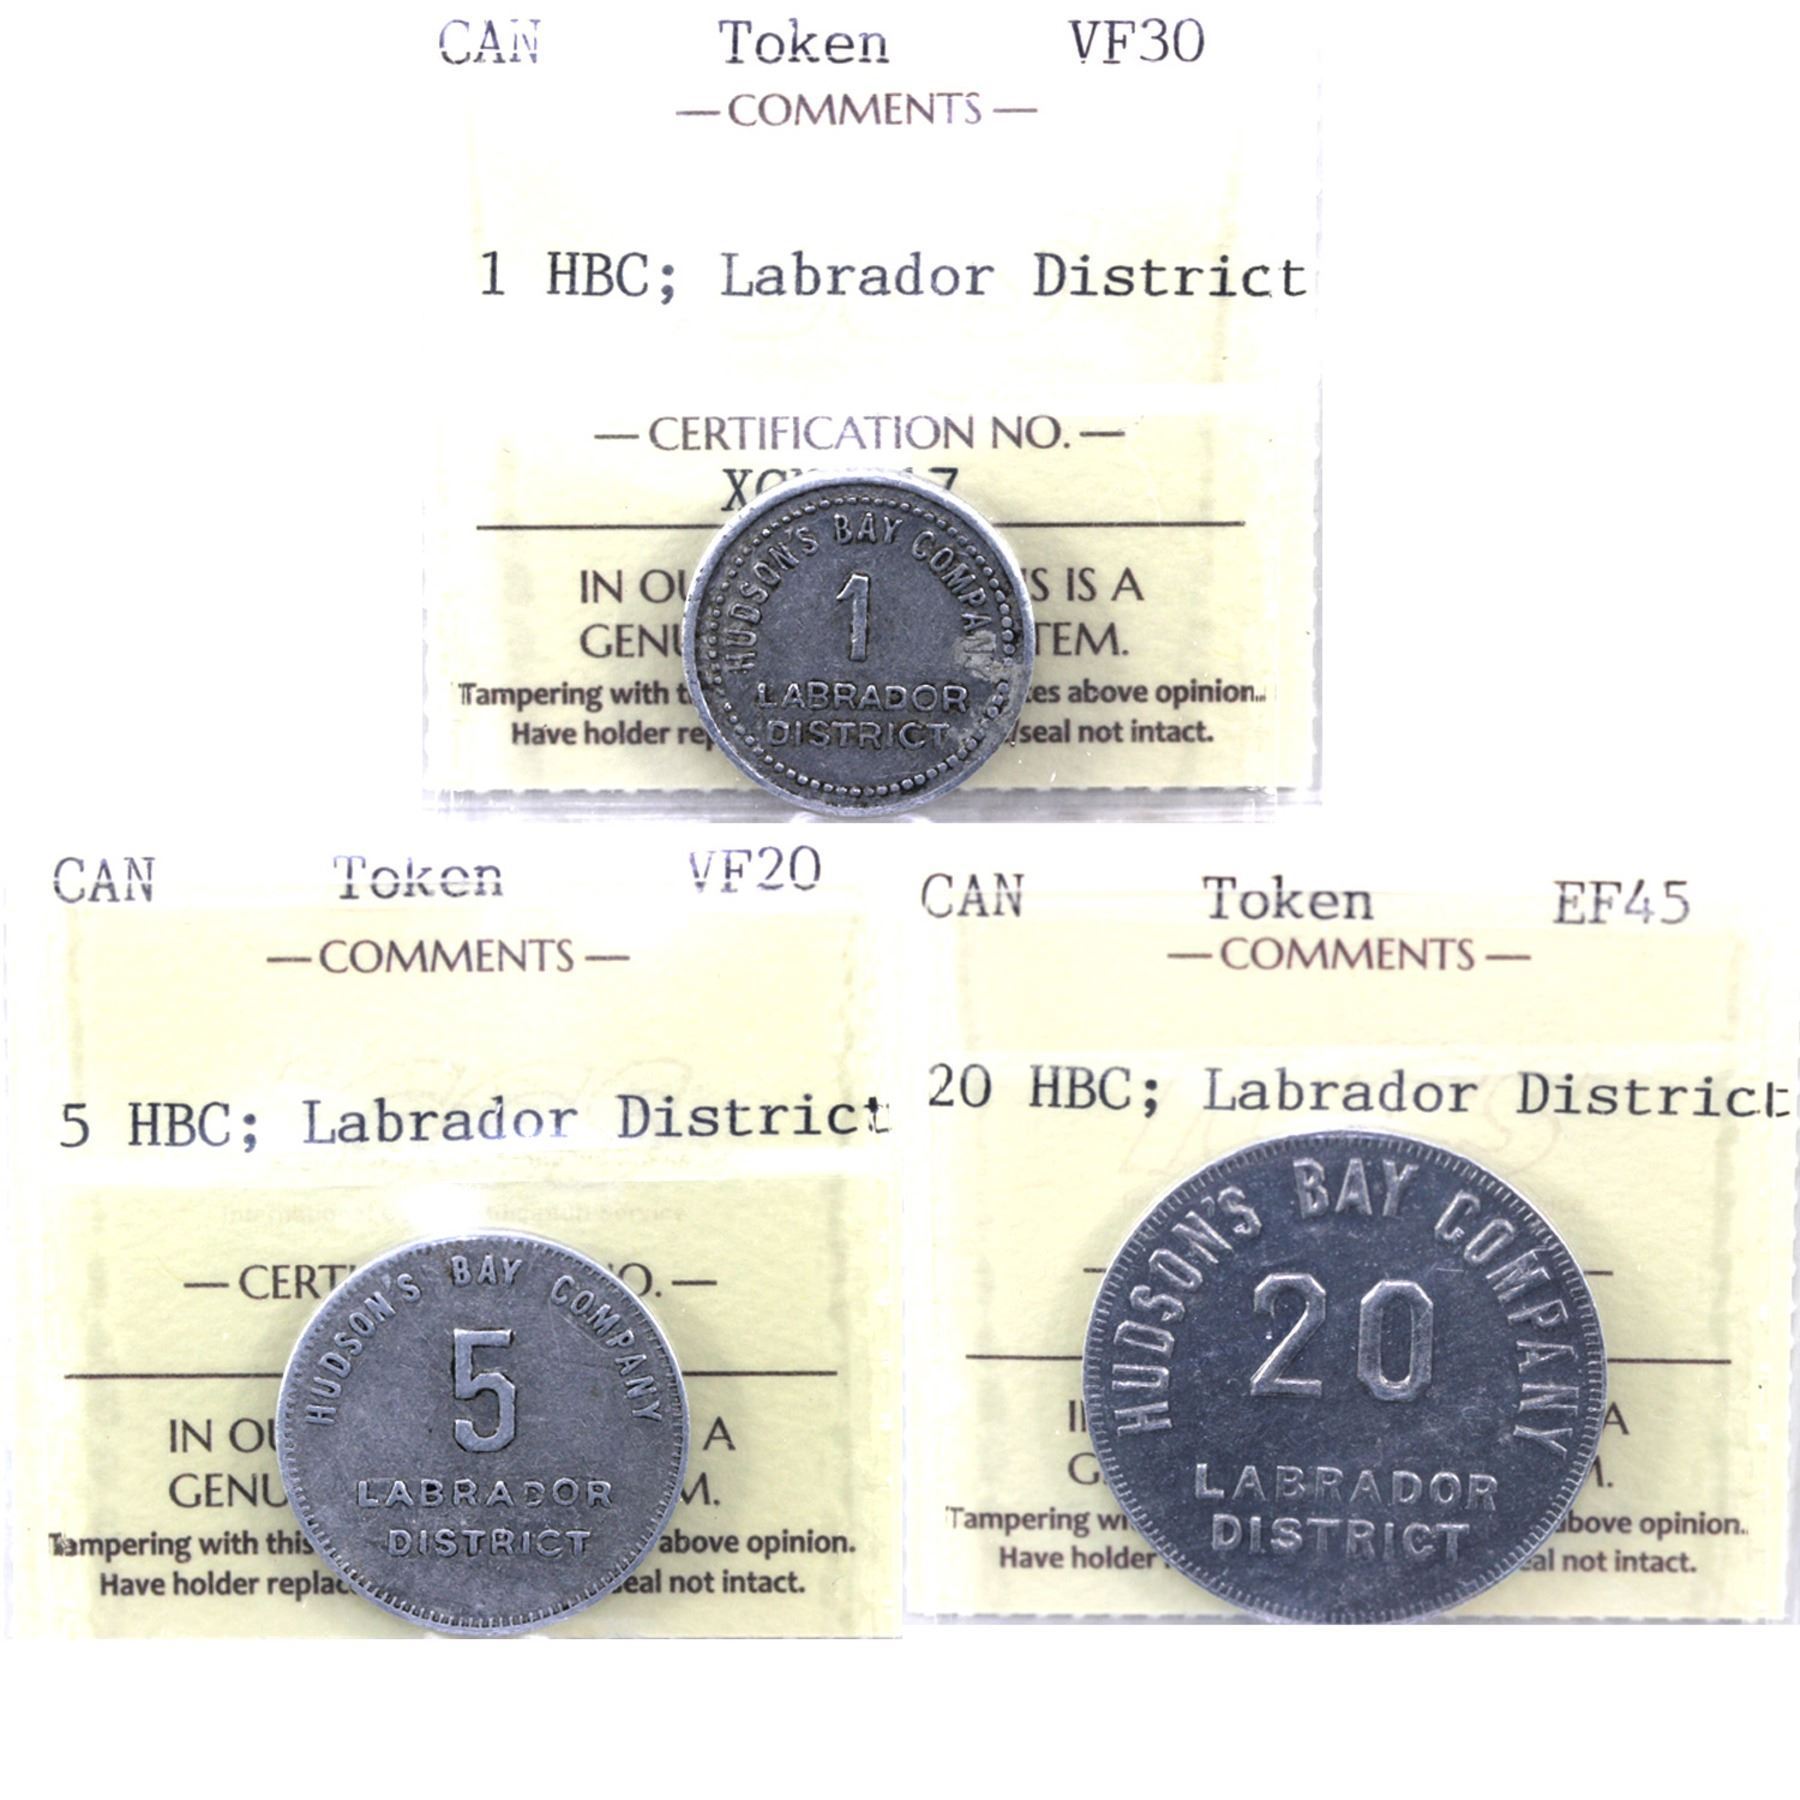 CAN Token VF30
— COMMENTS —
1 HBC; Labrador District
— CERTIFICATION NO. —
HUDSON'S BAY COMPANY
1
LABRADOR
DISTRICT
IN OU S IS A
GENU TEM.
Tampering with t es above opinion.
Have holder rep /seal not intact.
CAN Token VF20
— COMMENTS —
5 HBC; Labrador District
— CERT O. —
HUDSON'S BAY COMPANY
5
LABRADOR
DISTRICT
IN OU A
GENU M.
Tampering with this above opinion.
Have holder replac seal not intact.
CAN Token EF45
— COMMENTS —
20 HBC; Labrador District
HUDSON'S BAY COMPANY
20
LABRADOR
DISTRICT
A
G M.
Tampering wi above opinion.
Have holder al not intact.